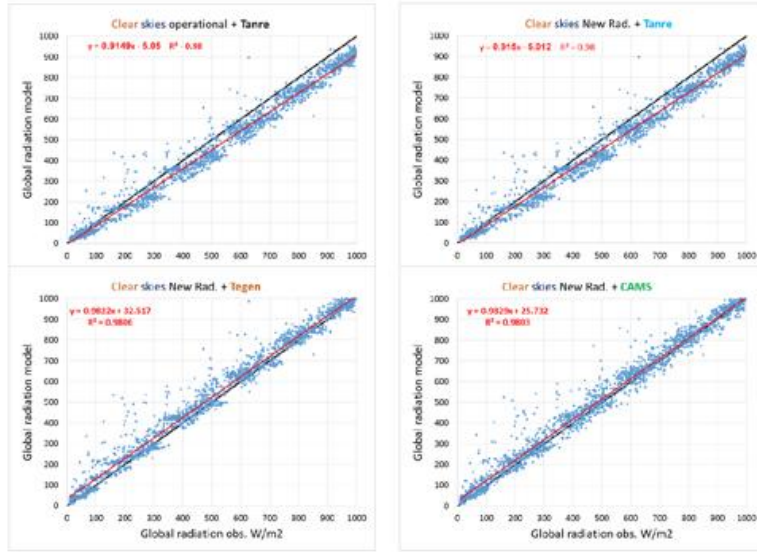 Clear skies operational + Tanre
y = 0.9149x - 5.05 R² - 0.98
Global radiation model
1000
900
800
700
600
500
400
300
200
100
0
0 100 200 300 400 500 600 700 800 900 1000
Clear skies New Rad. + Tanre
y = 0.915x - 5.012 R² = 0.98
Global radiation model
1000
900
800
700
600
500
400
300
200
100
0
0 100 200 300 400 500 600 700 800 900 1000
Clear skies New Rad. + Tegen
y = 0.9832x + 32.517
R² = 0.9806
Global radiation model
1000
900
800
700
600
500
400
300
200
100
0
0 100 200 300 400 500 600 700 800 900 1000
Global radiation obs. W/m2
Clear skies New Rad. + CAMS
y = 0.9829x + 25.732
R² = 0.9803
Global radiation model
1000
900
800
700
600
500
400
300
200
100
0
0 100 200 300 400 500 600 700 800 900 1000
Global radiation obs. W/m2